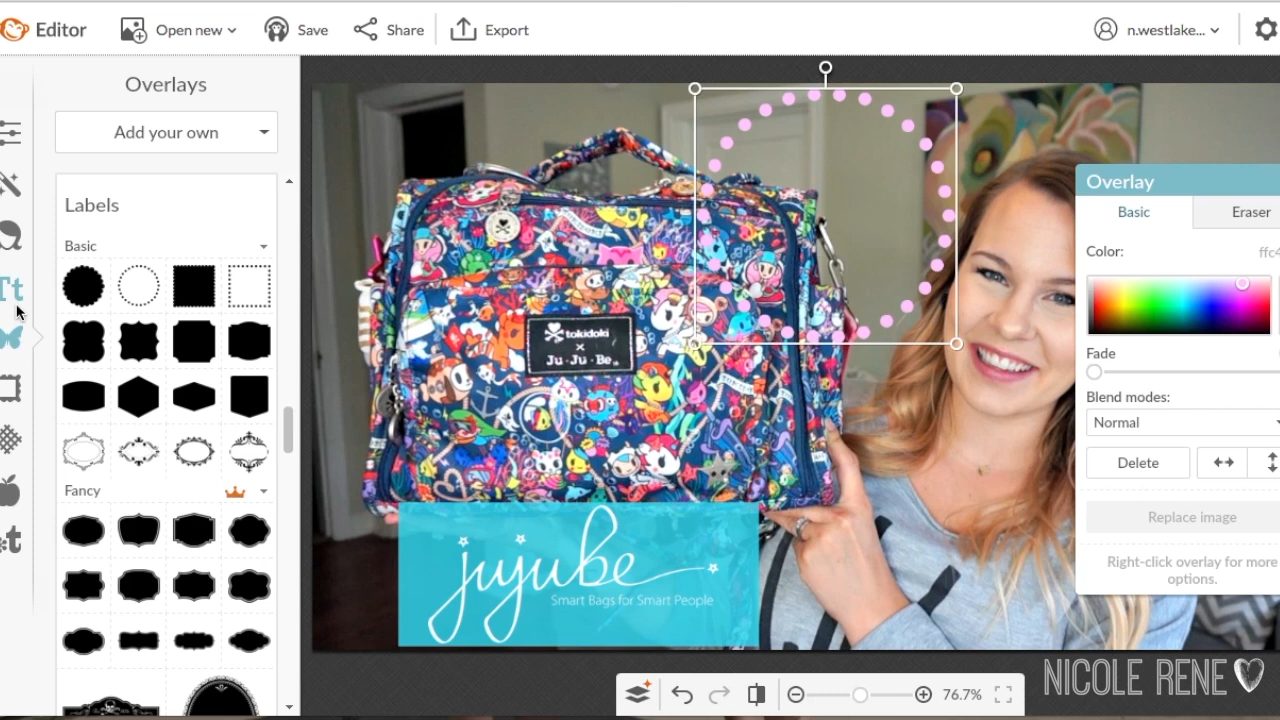 Editor
Open new
Save
Share
Export
n.westlake...
Overlays
Add your own
Labels
Basic
Fancy
Tt
t
tokidoki
x
Ju·Ju·Be
jujube
Smart Bags for Smart People
Overlay
Basic
Eraser
Color:
ffc4
Fade
Blend modes:
Normal
Delete
Replace image
Right-click overlay for more
options.
76.7%
NICOLE RENE